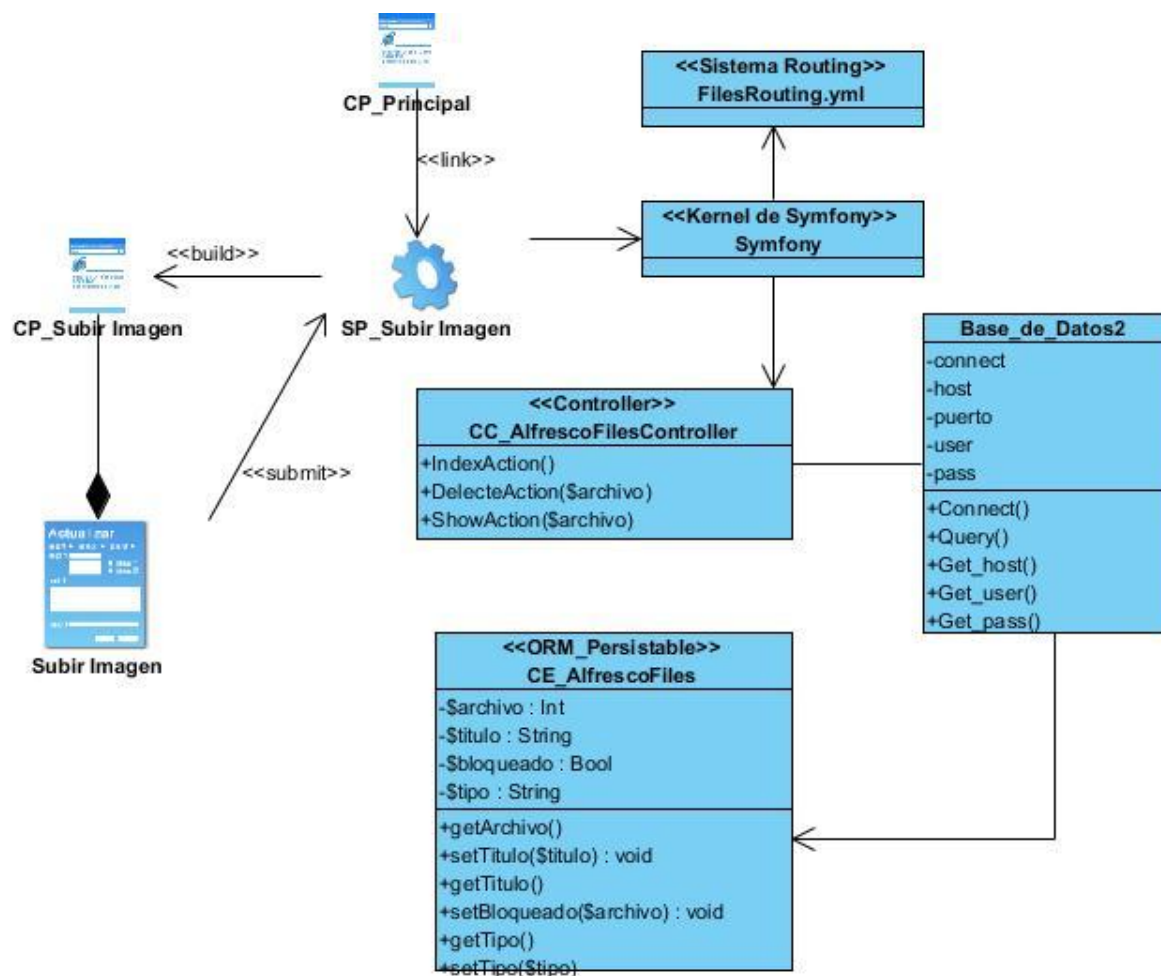 CP_Principal
<<link>>
<<Sistema Routing>>
FilesRouting.yml
<<Kernel de Symfony>>
Symfony
<<build>>
CP_Subir Imagen
SP_Subir Imagen
<<submit>>
Actualizar
Subir Imagen
<<Controller>>
CC_AlfrescoFilesController
+IndexAction()
+DelecteAction($archivo)
+ShowAction($archivo)
Base_de_Datos2
-connect
-host
-puerto
-user
-pass
+Connect()
+Query()
+Get_host()
+Get_user()
+Get_pass()
<<ORM_Persistable>>
CE_AlfrescoFiles
-$archivo : Int
-$titulo : String
-$bloqueado : Bool
-$tipo : String
+getArchivo()
+setTitulo($titulo) : void
+getTitulo()
+setBloqueado($archivo) : void
+getTipo()
+setTipo($tipo)